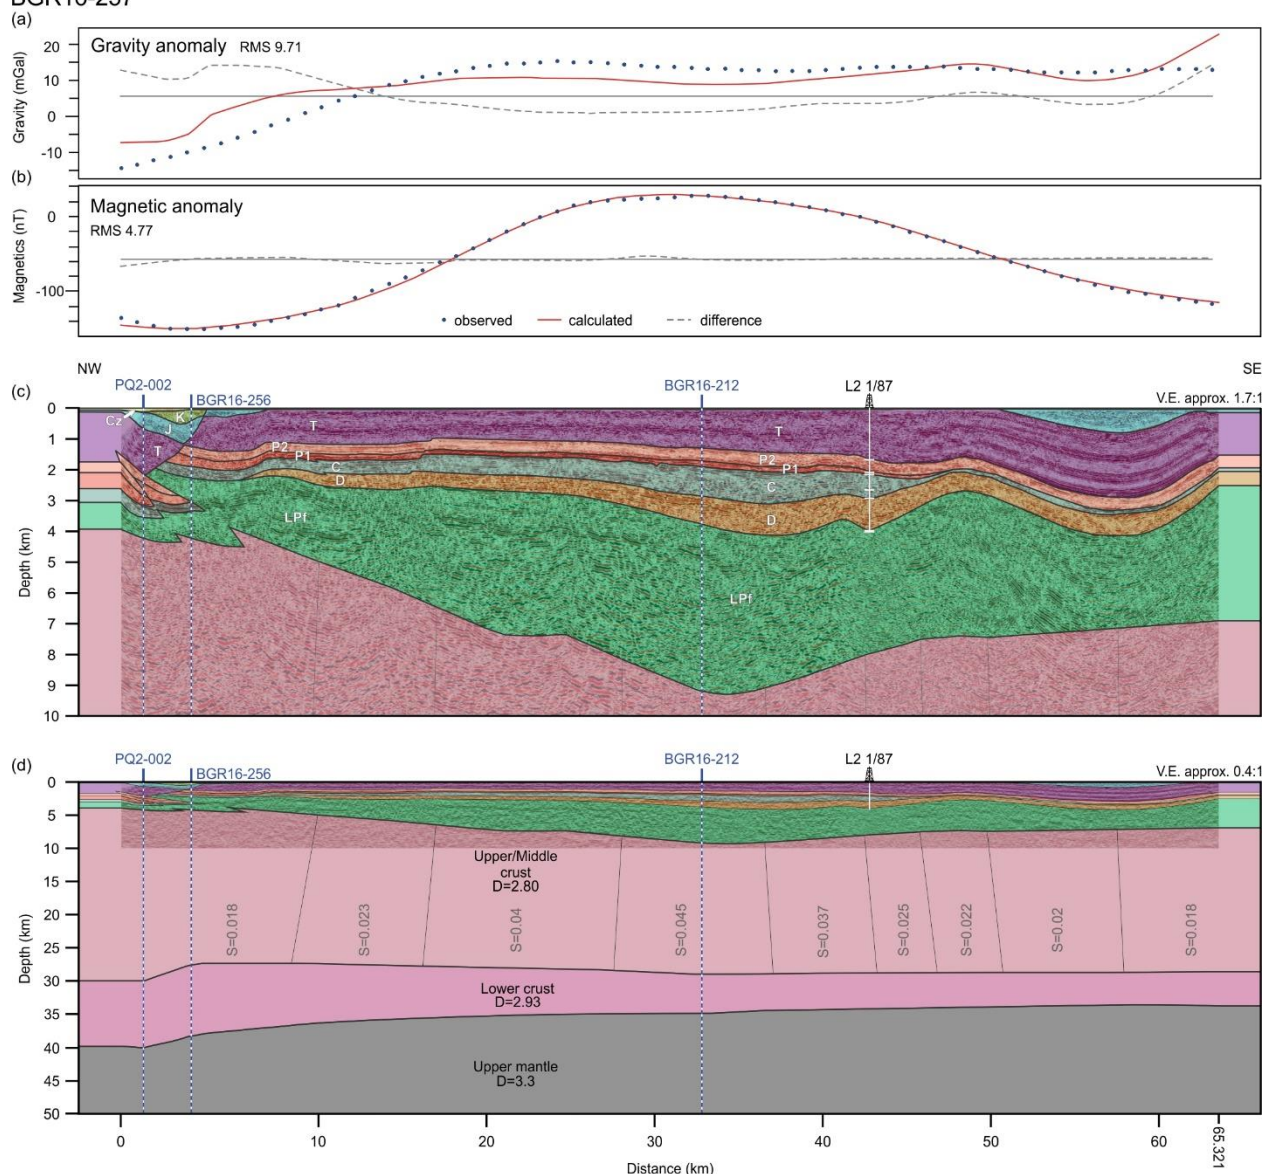 (a)
Gravity anomaly RMS 9.71
Gravity (mGal)
20
10
0
-10
(b)
Magnetic anomaly
RMS 4.77
Magnetics (nT)
0
-100
observed calculated difference
NW SE
(c) PQ2-002 BGR16-256 BGR16-212 L2 1/87 V.E. approx. 1.7:1
Depth (km)
0
1
2
3
4
5
6
7
8
9
10
Cz K J T T T
P2 P1 P2 P1
C C
D D
LPf LPf
(d) PQ2-002 BGR16-256 BGR16-212 L2 1/87 V.E. approx. 0.4:1
Depth (km)
0
5
10
15
20
25
30
35
40
45
50
Upper/Middle
crust
D=2.80
S=0.018 S=0.023 S=0.04 S=0.045 S=0.037 S=0.025 S=0.022 S=0.02 S=0.018
Lower crust
D=2.93
Upper mantle
D=3.3
0 10 20 30 40 50 60 65.321
Distance (km)